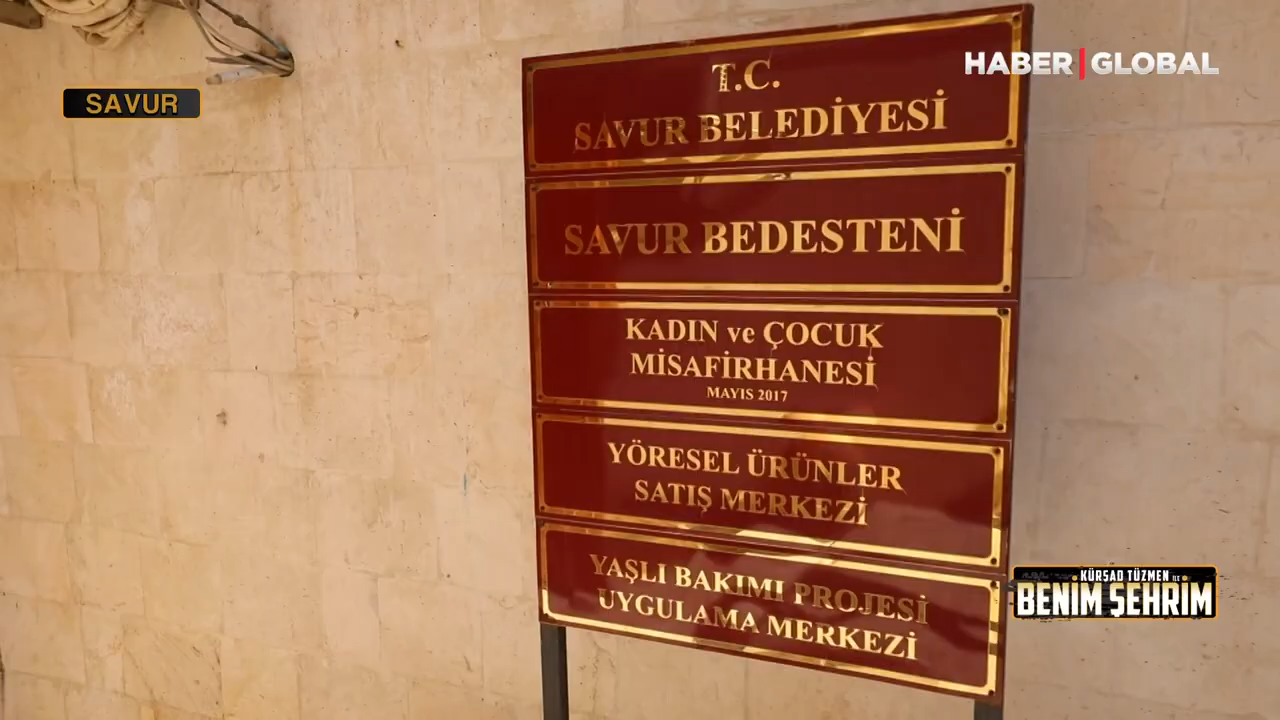 HABER GLOBAL
SAVUR
T.C.
SAVUR BELEDİYESİ
SAVUR BEDESTENİ
KADIN ve ÇOCUK
MİSAFİRHANESİ
MAYIS 2017
YÖRESEL ÜRÜNLER
SATIŞ MERKEZİ
YAŞLI BAKIMI PROJESİ
UYGULAMA MERKEZİ
KÜRŞAD TÜZMEN İLE
BENİM ŞEHRİM